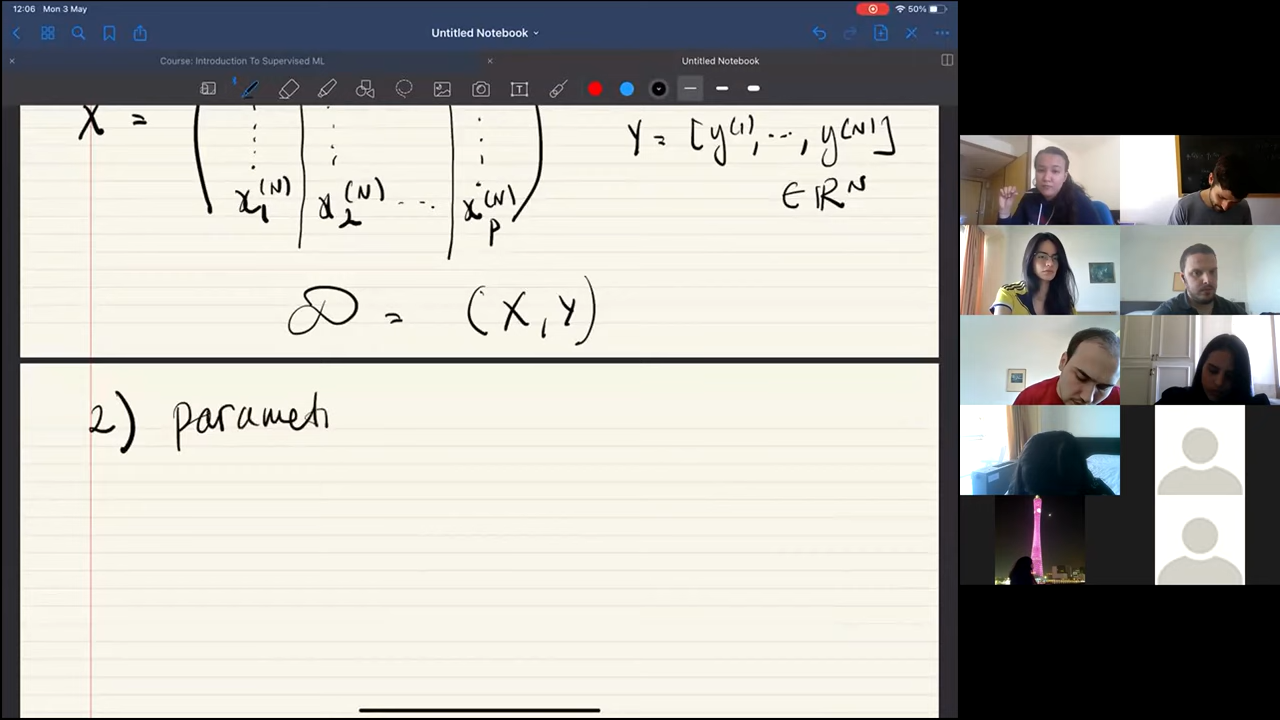 12:06 Mon 3 May
50%
Untitled Notebook
Course: Introduction To Supervised ML
Untitled Notebook
X =
x₁⁽ᴺ⁾ x₂⁽ᴺ⁾ ... xₚ⁽ᴺ⁾
Y = [y⁽¹⁾, ..., y⁽ᴺ⁾]
∈ ℝᴺ
𝒟 = (X, Y)
2) parameti